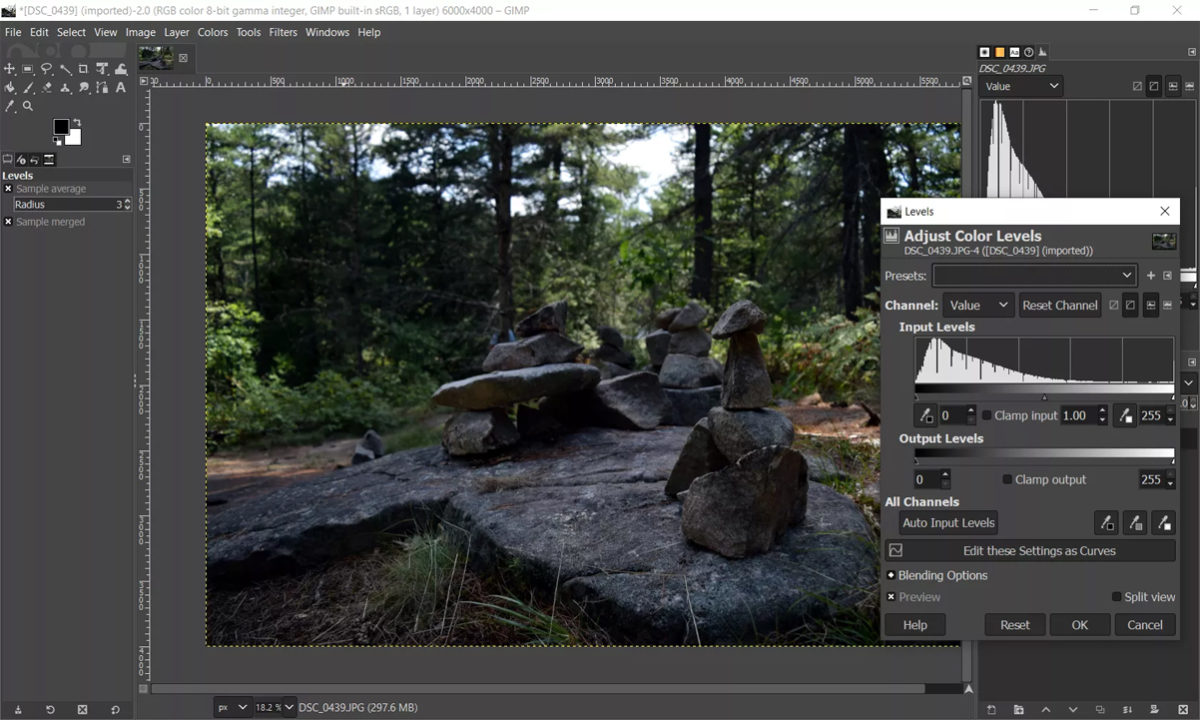 *[DSC_0439] (imported)-2.0 (RGB color 8-bit gamma integer, GIMP built-in sRGB, 1 layer) 6000x4000 – GIMP
File Edit Select View Image Layer Colors Tools Filters Windows Help
DSC_0439.JPG
Value
0 500 1000 1500 2000 2500 3000 3500 4000 4500 5000 5500
Levels
Sample average
Radius 3
Sample merged
Levels
Adjust Color Levels
DSC_0439.JPG-4 ([DSC_0439] (imported))
Presets:
Channel: Value Reset Channel
Input Levels
0 Clamp input 1.00 255
Output Levels
0 Clamp output 255
All Channels
Auto Input Levels
Edit these Settings as Curves
Blending Options
Preview Split view
Help Reset OK Cancel
px 18.2 % DSC_0439.JPG (297.6 MB)